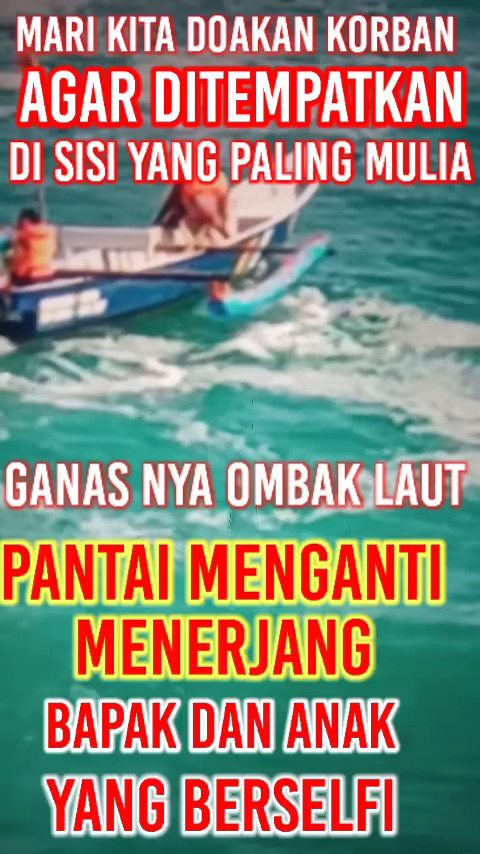 MARI KITA DOAKAN KORBAN
AGAR DITEMPATKAN
DI SISI YANG PALING MULIA
GANAS NYA OMBAK LAUT
PANTAI MENGANTI
MENERJANG
BAPAK DAN ANAK
YANG BERSELFI